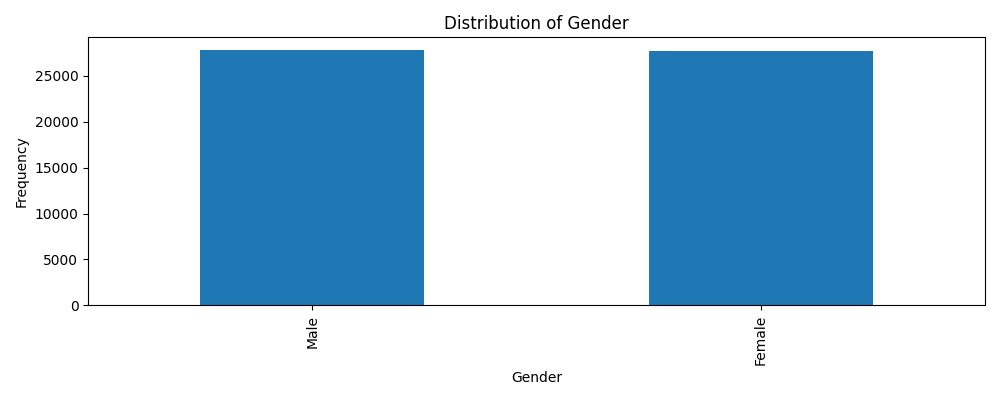 Distribution of Gender
25000
20000
15000
10000
5000
0
Frequency
Male
Female
Gender